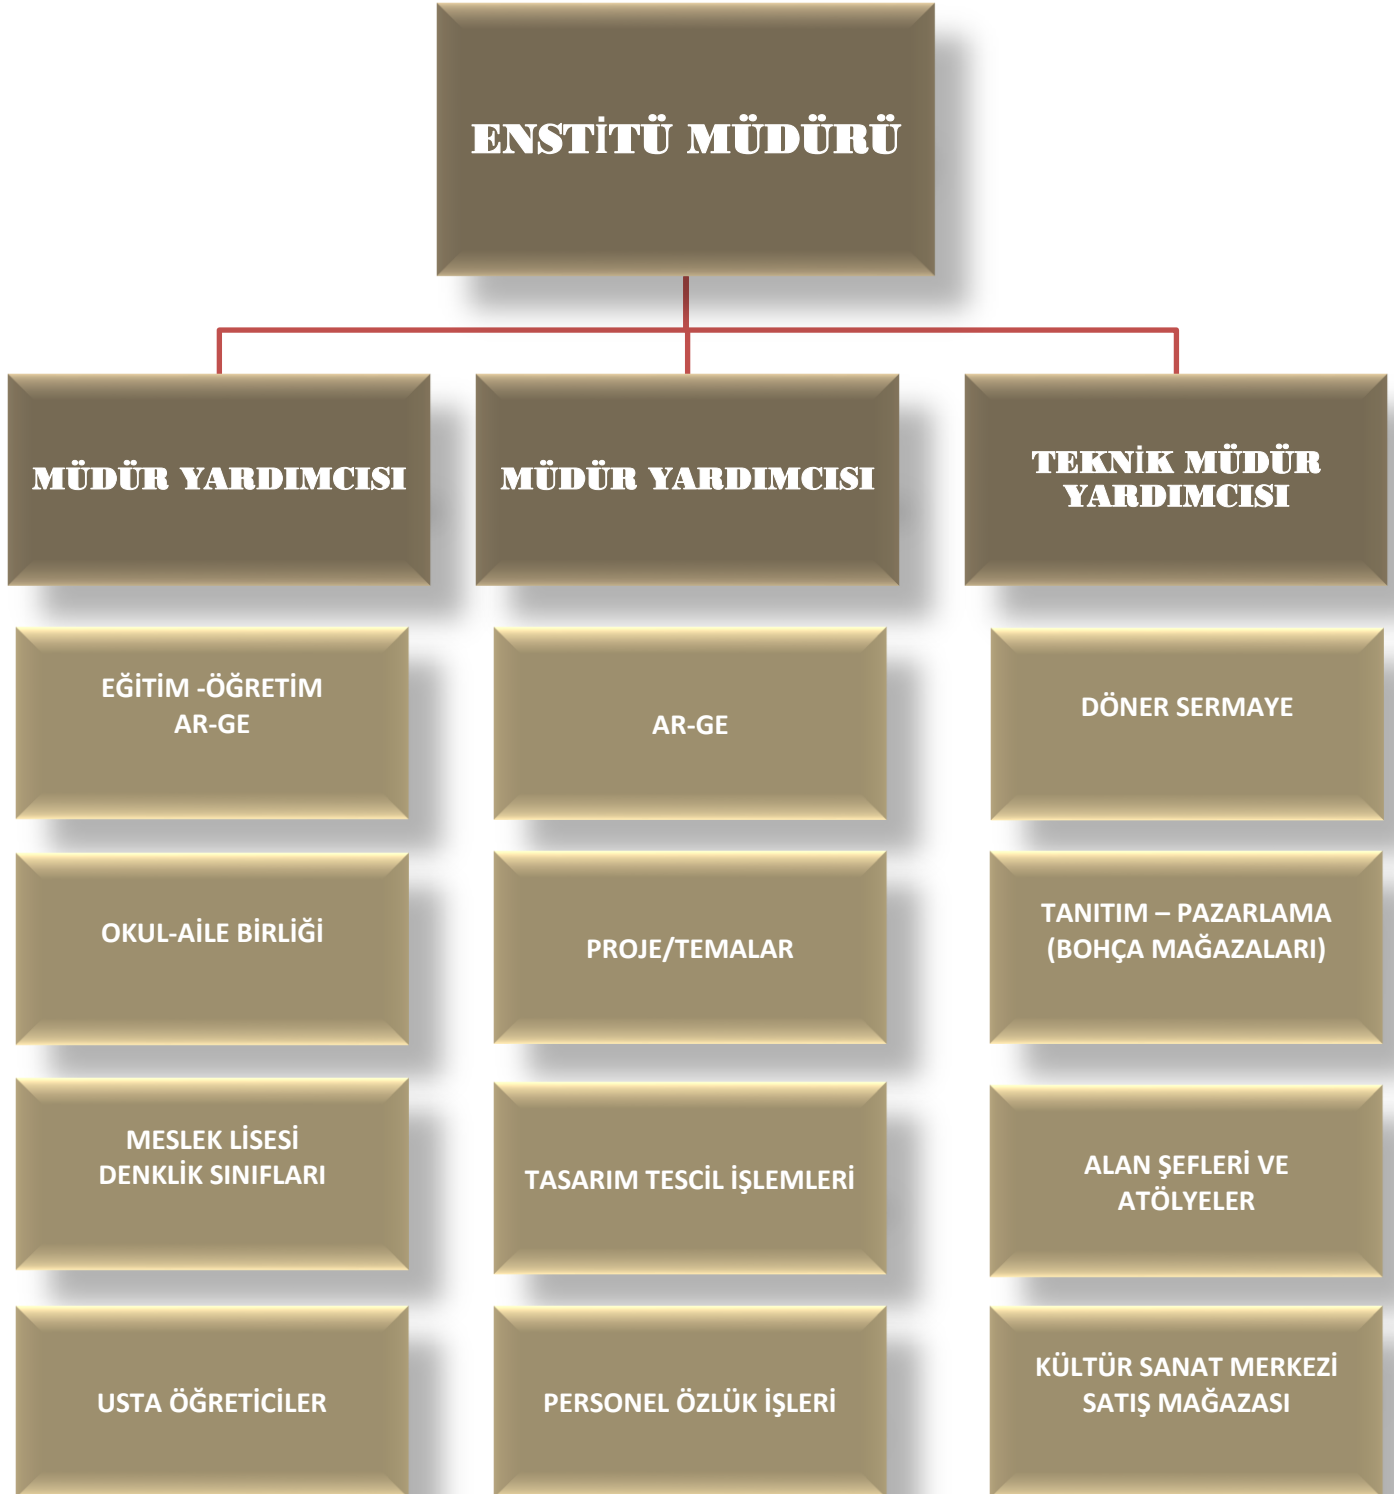 ENSTİTÜ MÜDÜRÜ
MÜDÜR YARDIMCISI
MÜDÜR YARDIMCISI
TEKNİK MÜDÜR
YARDIMCISI
EĞİTİM -ÖĞRETİM
AR-GE
AR-GE
DÖNER SERMAYE
OKUL-AİLE BİRLİĞİ
PROJE/TEMALAR
TANITIM – PAZARLAMA
(BOHÇA MAĞAZALARI)
MESLEK LİSESİ
DENKLİK SINIFLARI
TASARIM TESCİL İŞLEMLERİ
ALAN ŞEFLERİ VE
ATÖLYELER
USTA ÖĞRETİCİLER
PERSONEL ÖZLÜK İŞLERİ
KÜLTÜR SANAT MERKEZİ
SATIŞ MAĞAZASI